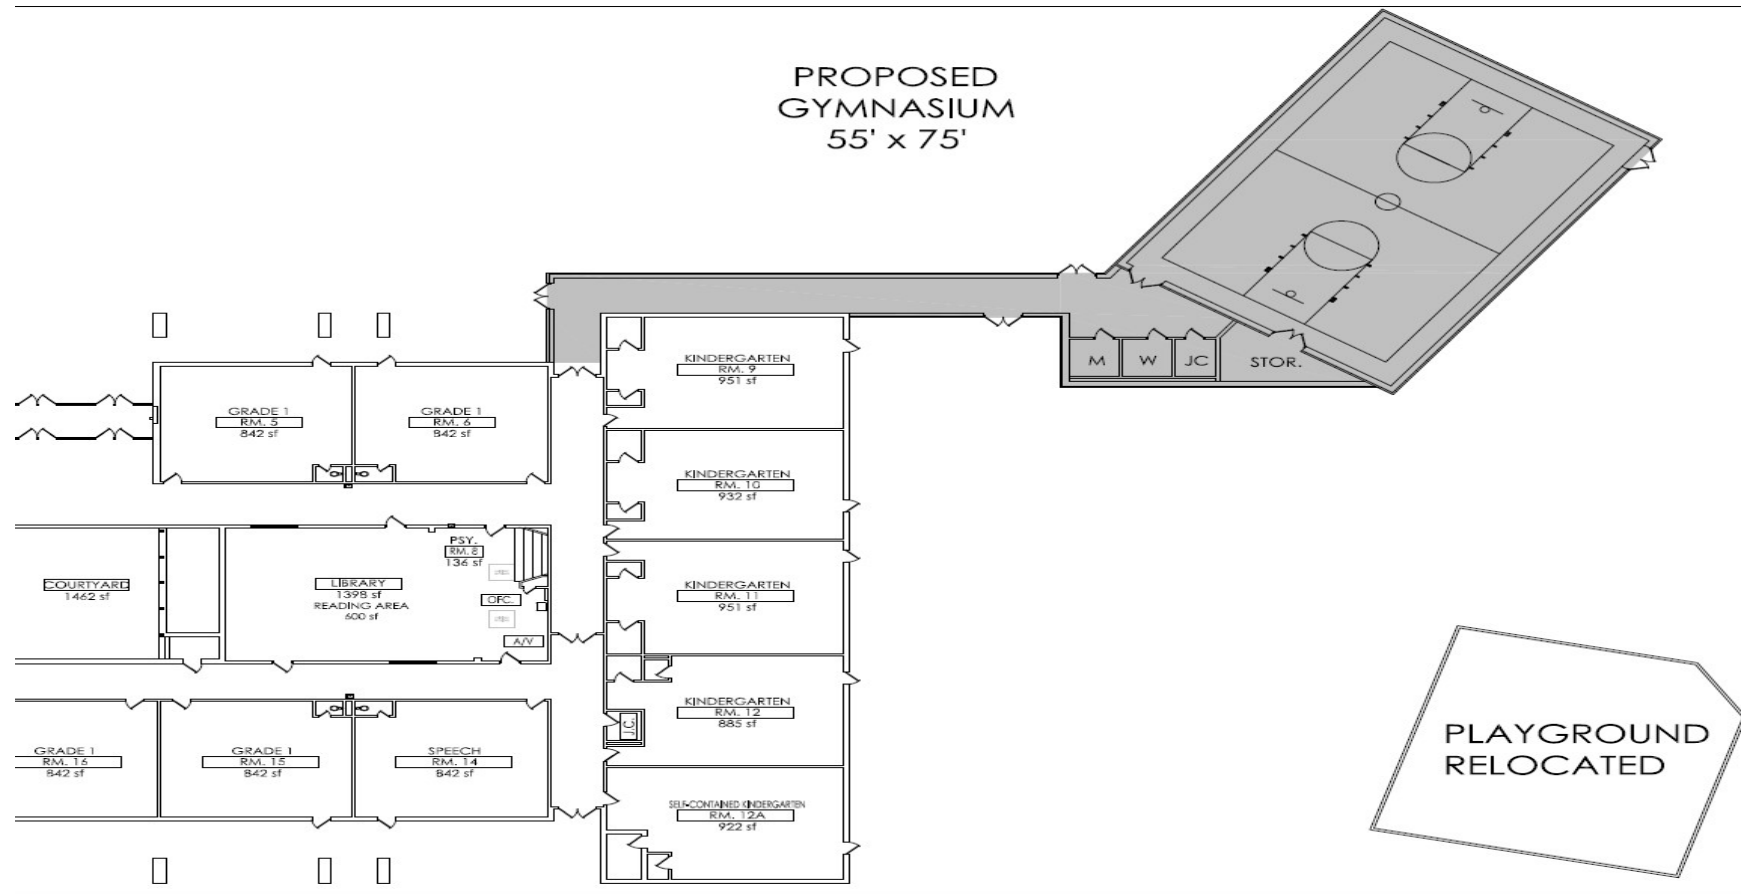 PROPOSED
GYMNASIUM
55' x 75'
M
W
JC
STOR.
KINDERGARTEN
RM. 9
951 sf
GRADE 1
RM. 5
842 sf
GRADE 1
RM. 6
842 sf
KINDERGARTEN
RM. 10
932 sf
PSY.
RM. 8
136 sf
COURTYARD
1462 sf
LIBRARY
1398 sf
READING AREA
600 sf
OFC.
A/V
KINDERGARTEN
RM. 11
951 sf
KINDERGARTEN
RM. 12
885 sf
J.C.
GRADE 1
RM. 16
842 sf
GRADE 1
RM. 15
842 sf
SPEECH
RM. 14
842 sf
SELF-CONTAINED KINDERGARTEN
RM. 12A
922 sf
PLAYGROUND
RELOCATED